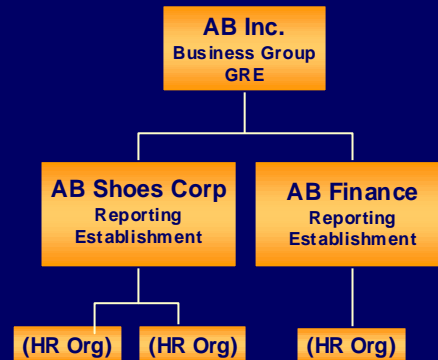 AB Inc.
Business Group
GRE
AB Shoes Corp
Reporting
Establishment
AB Finance
Reporting
Establishment
(HR Org)
(HR Org)
(HR Org)